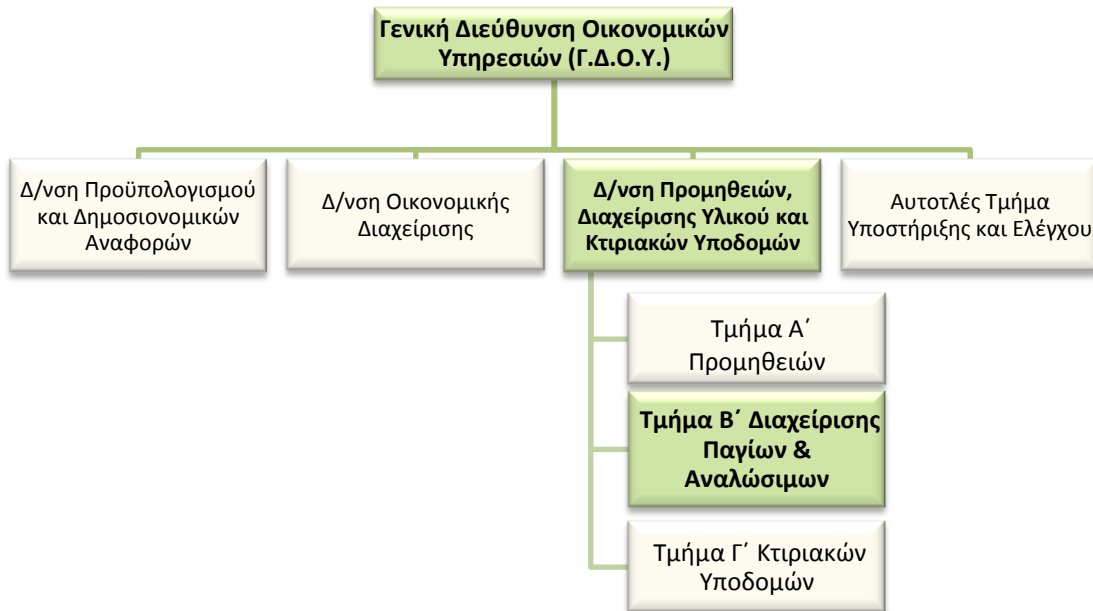 Γενική Διεύθυνση Οικονομικών
Υπηρεσιών (Γ.Δ.Ο.Υ.)
Δ/νση Προϋπολογισμού
και Δημοσιονομικών
Αναφορών
Δ/νση Οικονομικής
Διαχείρισης
Δ/νση Προμηθειών,
Διαχείρισης Υλικού και
Κτιριακών Υποδομών
Αυτοτλές Τμήμα
Υποστήριξης και Ελέγχου
Τμήμα Α΄
Προμηθειών
Τμήμα Β΄ Διαχείρισης
Παγίων &
Αναλώσιμων
Τμήμα Γ΄ Κτιριακών
Υποδομών